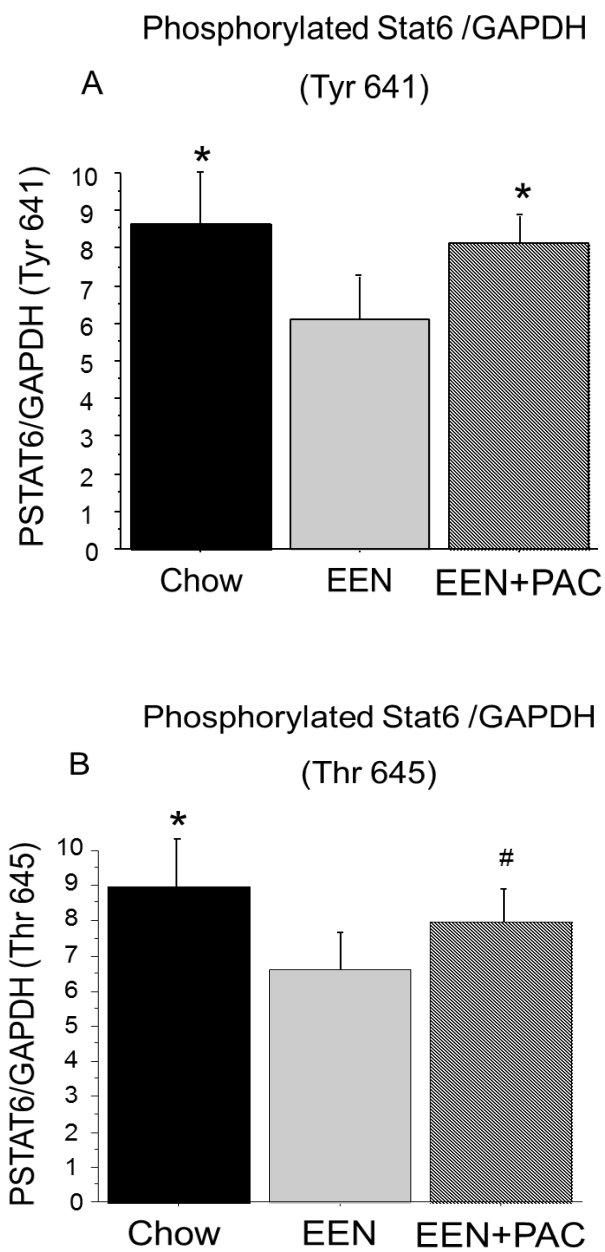 Phosphorylated Stat6 /GAPDH
A
(Tyr 641)
*
*
PSTAT6/GAPDH (Tyr 641)
10
9
8
7
6
5
4
3
2
1
0
Chow
EEN
EEN+PAC
Phosphorylated Stat6 /GAPDH
B
(Thr 645)
*
#
PSTAT6/GAPDH (Thr 645)
10
9
8
7
6
5
4
3
2
1
0
Chow
EEN
EEN+PAC